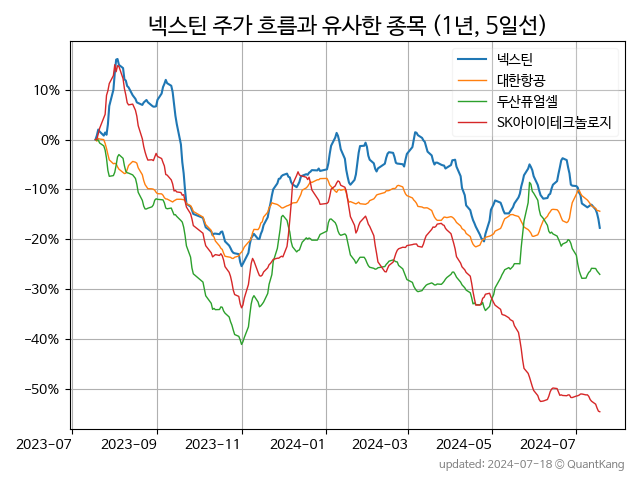 넥스틴 주가 흐름과 유사한 종목 (1년, 5일선)
넥스틴
대한항공
두산퓨얼셀
SK아이이테크놀로지
10%
0%
−10%
−20%
−30%
−40%
−50%
2023-07 2023-09 2023-11 2024-01 2024-03 2024-05 2024-07
updated: 2024-07-18 © QuantKang